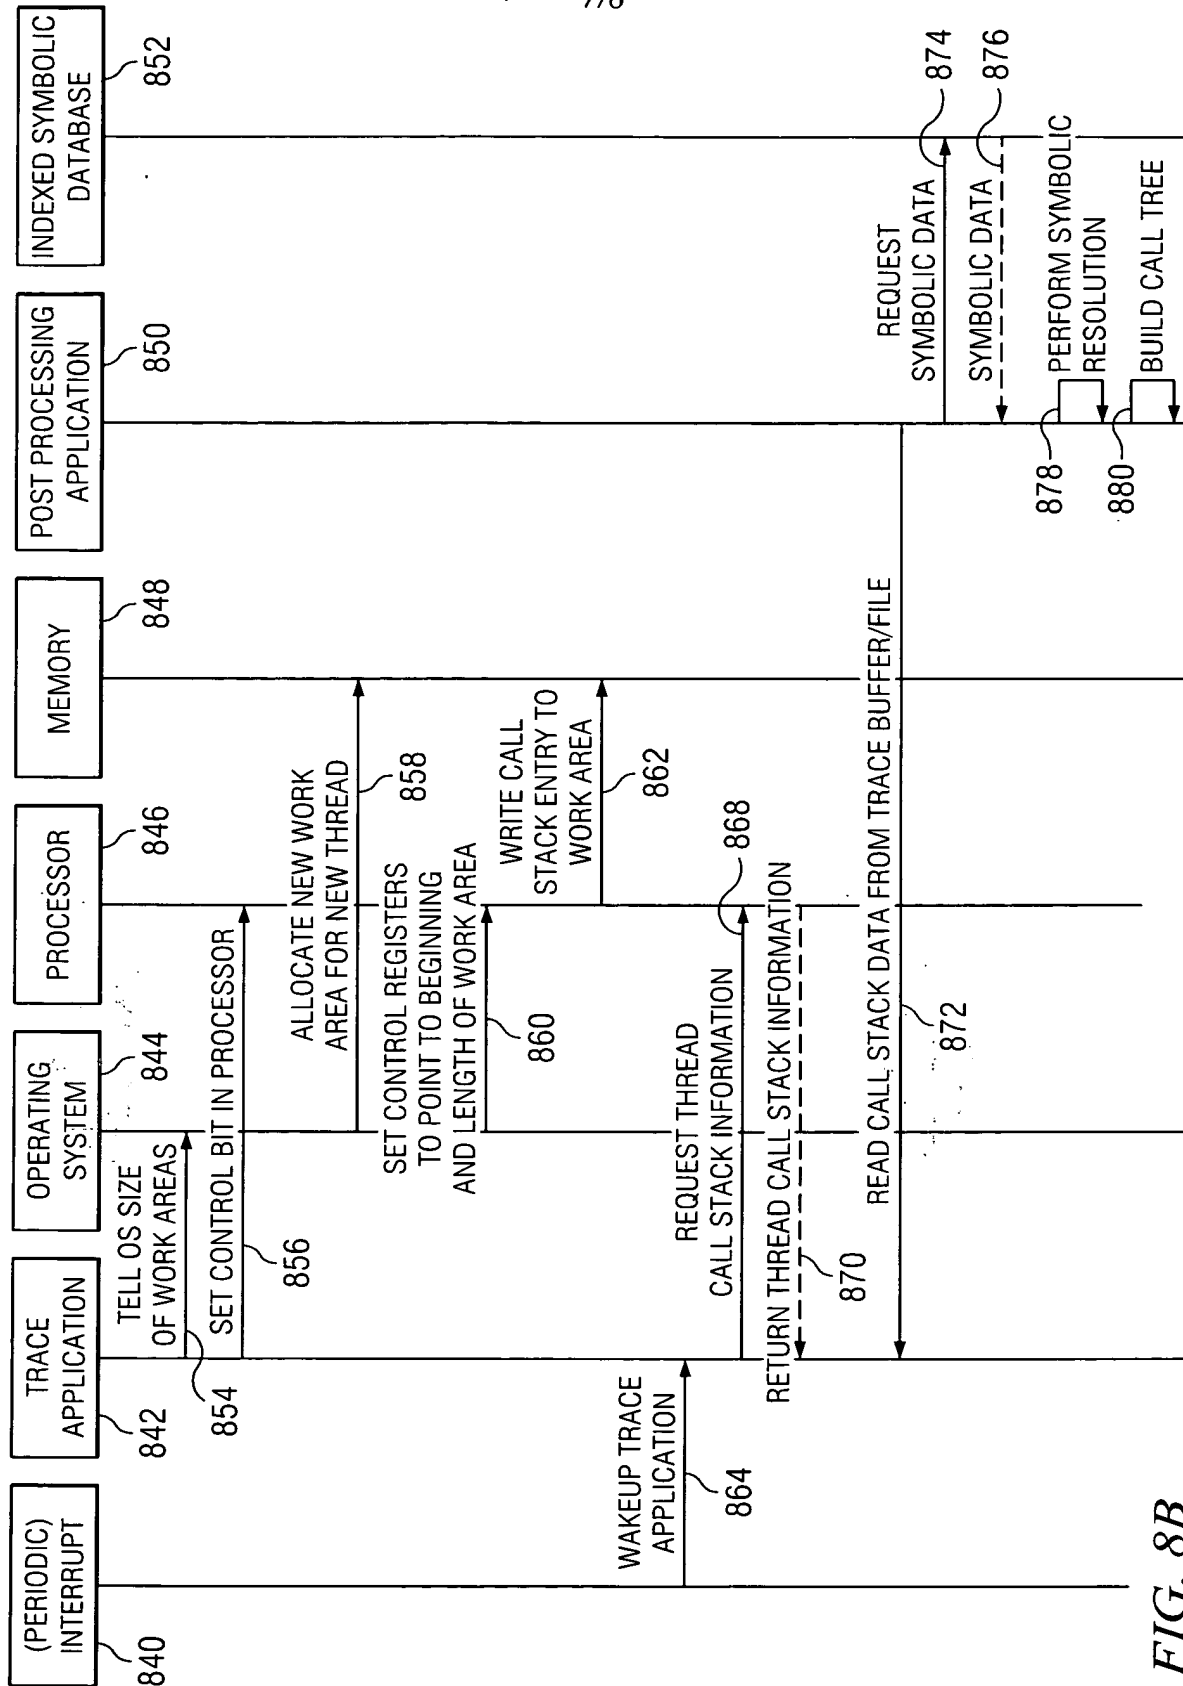 7/8
(PERIODIC)
INTERRUPT
840
TRACE
APPLICATION
842
OPERATING
SYSTEM
844
PROCESSOR
846
MEMORY
848
POST PROCESSING
APPLICATION
850
INDEXED SYMBOLIC
DATABASE
852
TELL OS SIZE
OF WORK AREAS
854
SET CONTROL BIT IN PROCESSOR
856
ALLOCATE NEW WORK
AREA FOR NEW THREAD
858
SET CONTROL REGISTERS
TO POINT TO BEGINNING
AND LENGTH OF WORK AREA
860
WRITE CALL
STACK ENTRY TO
WORK AREA
862
WAKEUP TRACE
APPLICATION
864
REQUEST THREAD
CALL STACK INFORMATION
868
RETURN THREAD CALL STACK INFORMATION
870
READ CALL STACK DATA FROM TRACE BUFFER/FILE
872
REQUEST
SYMBOLIC DATA
874
SYMBOLIC DATA
876
PERFORM SYMBOLIC
RESOLUTION
878
BUILD CALL TREE
880
FIG. 8B